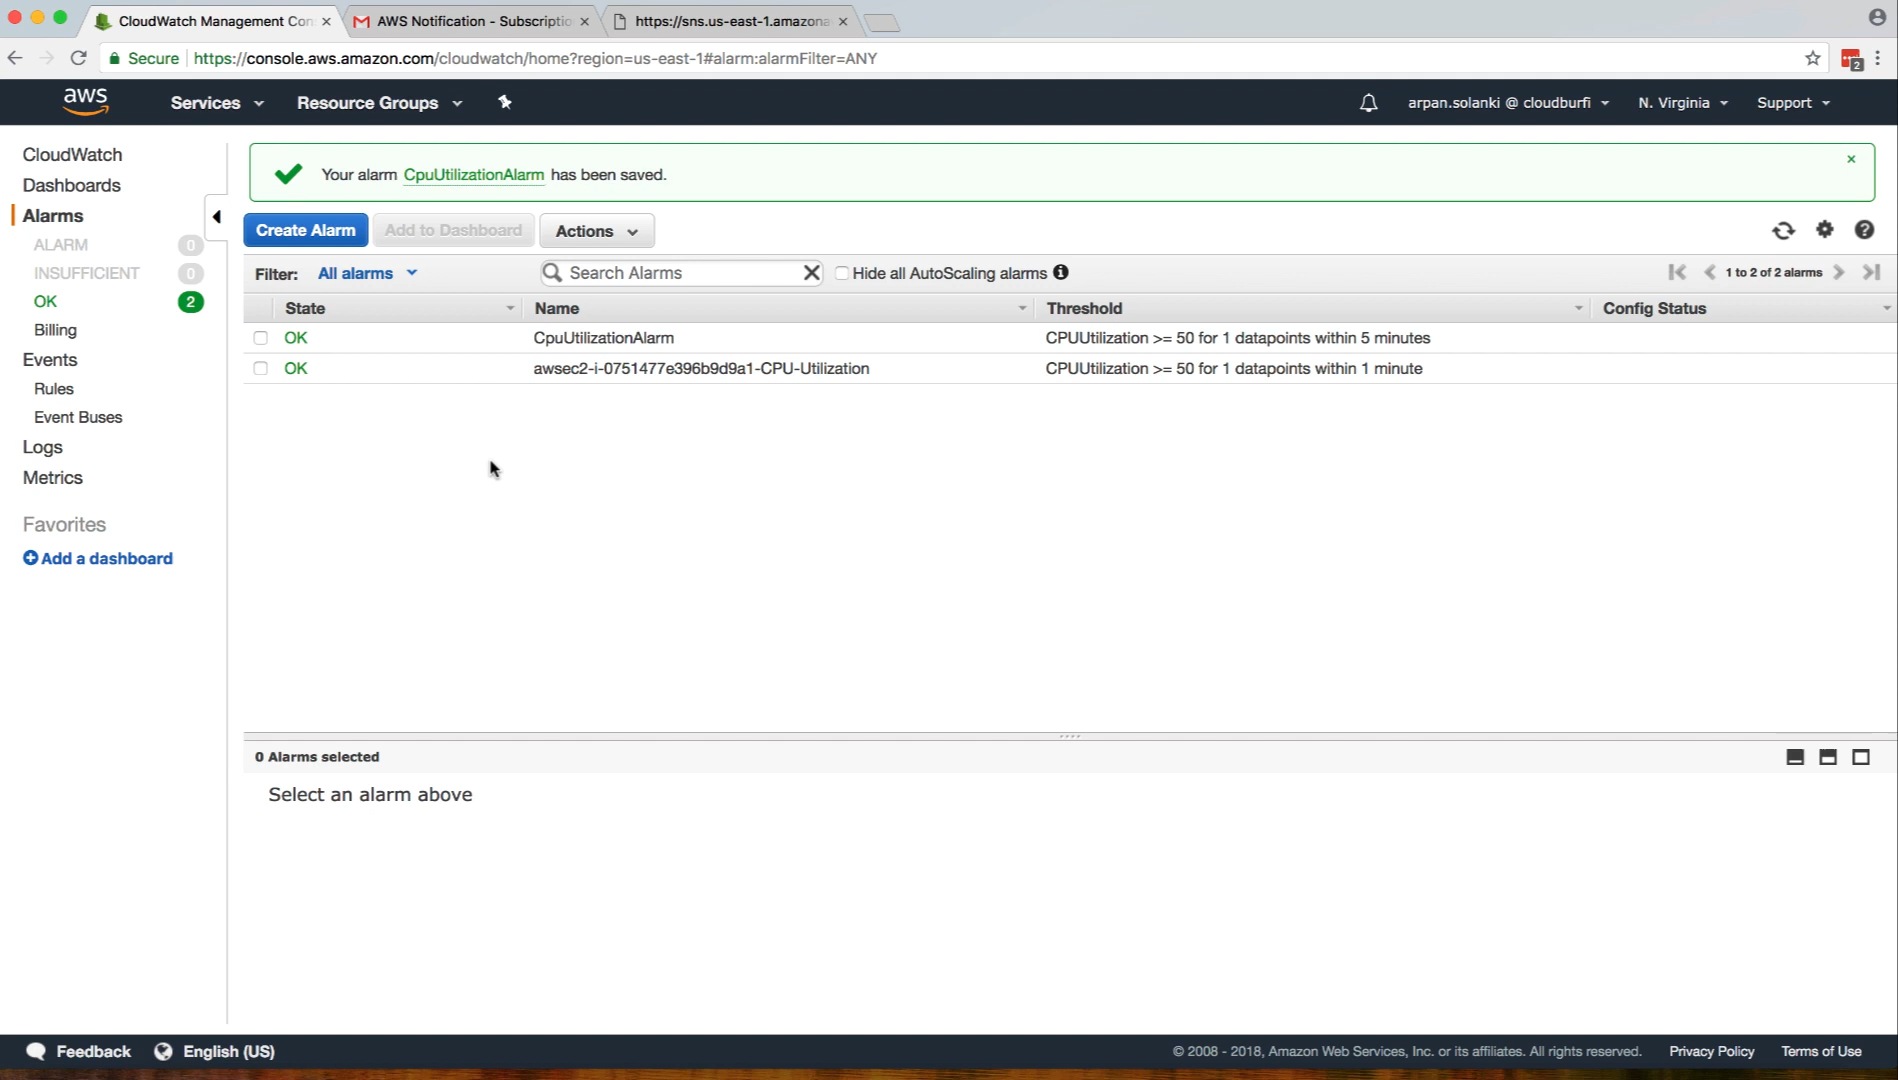 CloudWatch Management Con
AWS Notification - Subscriptio
https://sns.us-east-1.amazona
Secure https://console.aws.amazon.com/cloudwatch/home?region=us-east-1#alarm:alarmFilter=ANY
2
aws Services Resource Groups arpan.solanki @ cloudburfi N. Virginia Support
CloudWatch
Dashboards
Alarms
ALARM 0
INSUFFICIENT 0
OK 2
Billing
Events
Rules
Event Buses
Logs
Metrics
Favorites
Add a dashboard
Your alarm CpuUtilizationAlarm has been saved.
Create Alarm Add to Dashboard Actions
Filter: All alarms Search Alarms Hide all AutoScaling alarms 1 to 2 of 2 alarms
State Name Threshold Config Status
OK CpuUtilizationAlarm CPUUtilization >= 50 for 1 datapoints within 5 minutes
OK awsec2-i-0751477e396b9d9a1-CPU-Utilization CPUUtilization >= 50 for 1 datapoints within 1 minute
0 Alarms selected
Select an alarm above
Feedback English (US) © 2008 - 2018, Amazon Web Services, Inc. or its affiliates. All rights reserved. Privacy Policy Terms of Use